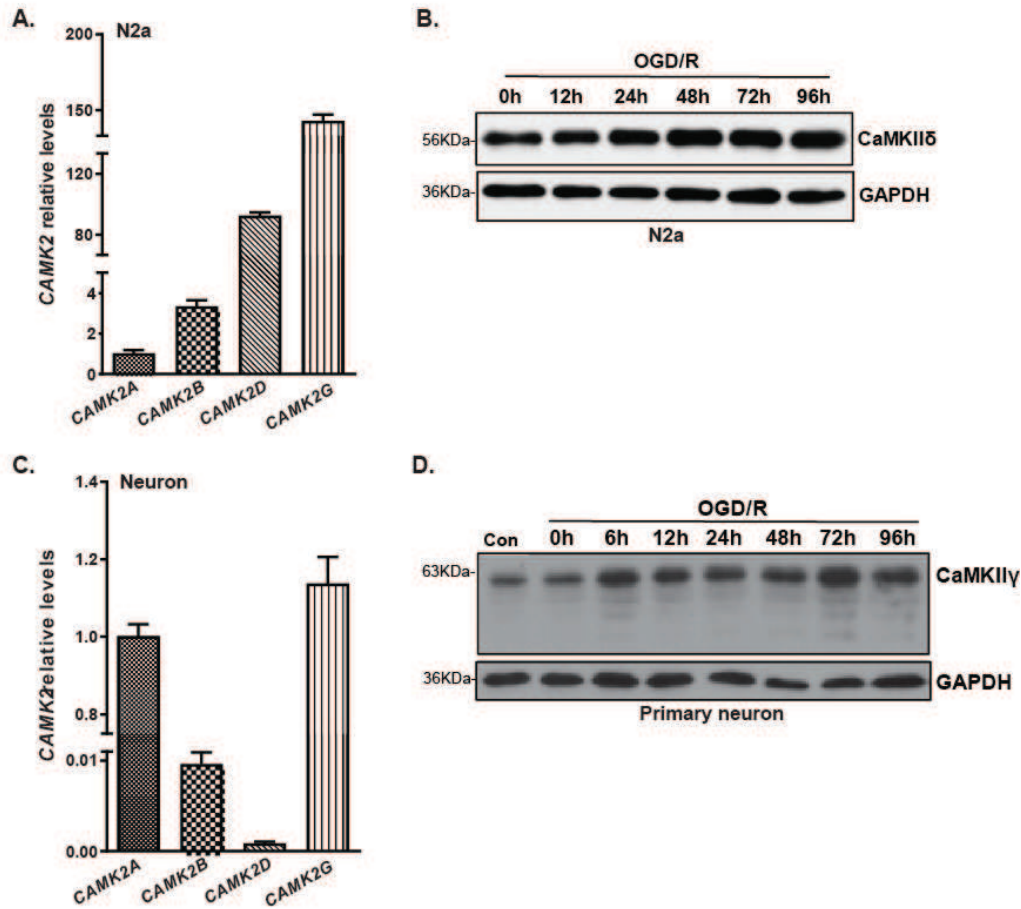 A.
N2a
CAMK2 relative levels
200
150
120
80
4
2
0
CAMK2A
CAMK2B
CAMK2D
CAMK2G
B.
OGD/R
0h 12h 24h 48h 72h 96h
56KDa- CaMKIIδ
36KDa- GAPDH
N2a
C.
Neuron
CAMK2relative levels
1.4
1.2
1.0
0.8
0.01
0.00
CAMK2A
CAMK2B
CAMK2D
CAMK2G
D.
OGD/R
Con 0h 6h 12h 24h 48h 72h 96h
63KDa- CaMKIIγ
36KDa- GAPDH
Primary neuron